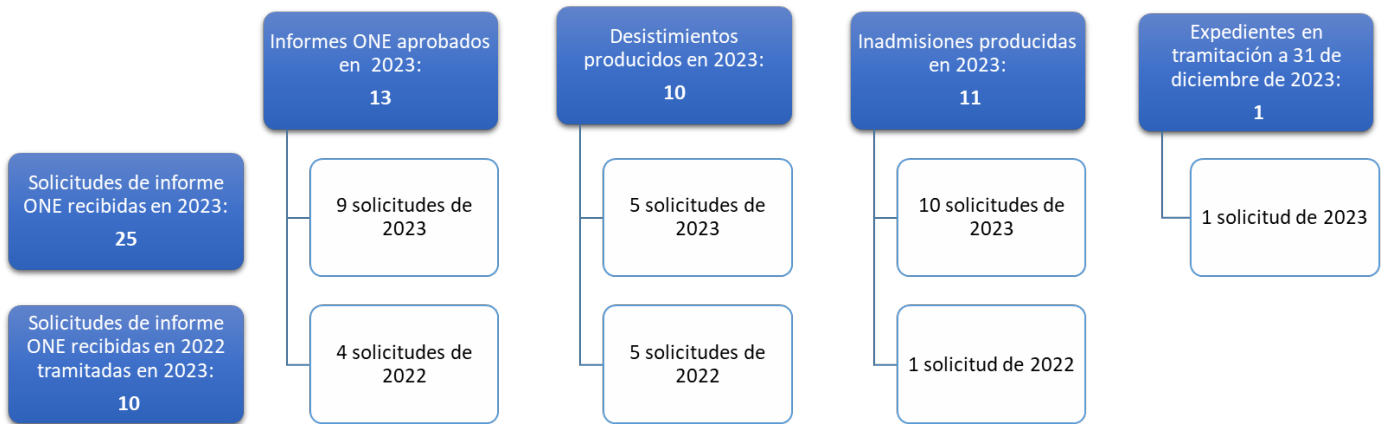 Informes ONE aprobados
en 2023:
13
Desistimientos
producidos en 2023:
10
Inadmisiones producidas
en 2023:
11
Expedientes en
tramitación a 31 de
diciembre de 2023:
1
Solicitudes de informe
ONE recibidas en 2023:
25
9 solicitudes de
2023
5 solicitudes de
2023
10 solicitudes de
2023
1 solicitud de 2023
Solicitudes de informe
ONE recibidas en 2022
tramitadas en 2023:
10
4 solicitudes de
2022
5 solicitudes de
2022
1 solicitud de 2022